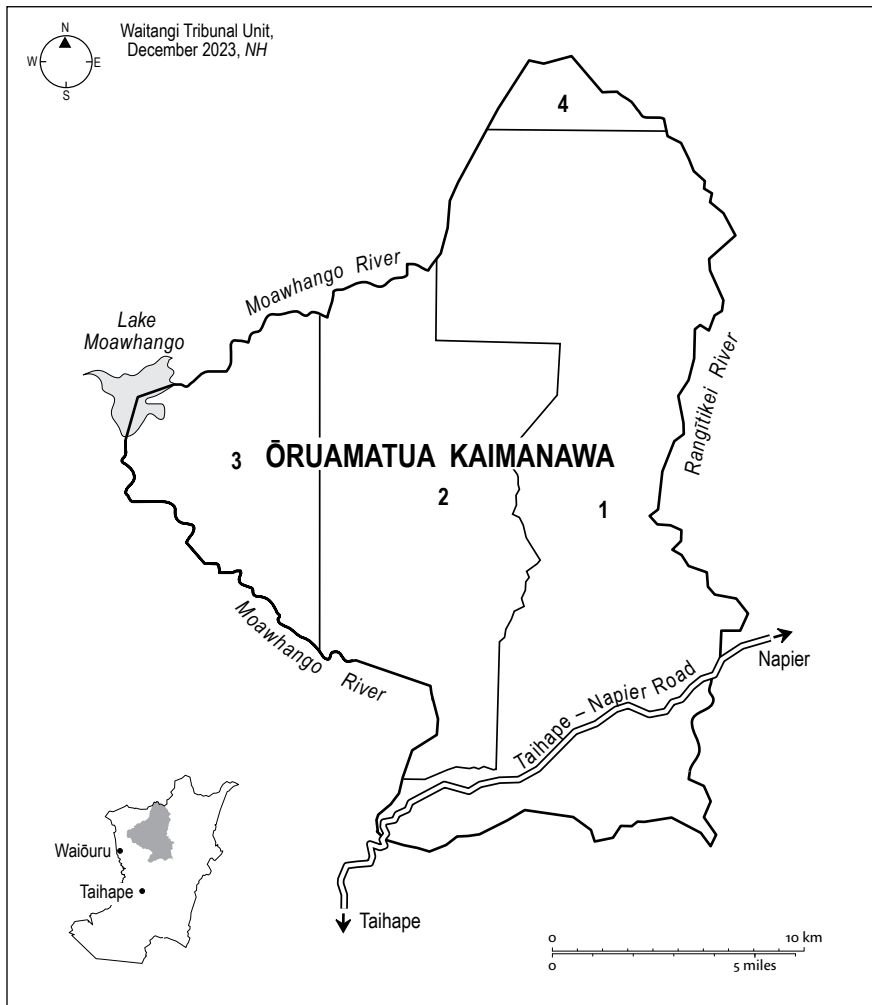 N
W
E
S
Waitangi Tribunal Unit,
December 2023, NH
4
Moawhango River
Lake
Moawhango
Rangītikei River
3
ŌRUAMATUA KAIMANAWA
2
1
Moawhango River
Napier
Taihape – Napier Road
Waiōuru
Taihape
Taihape
0
10 km
0
5 miles